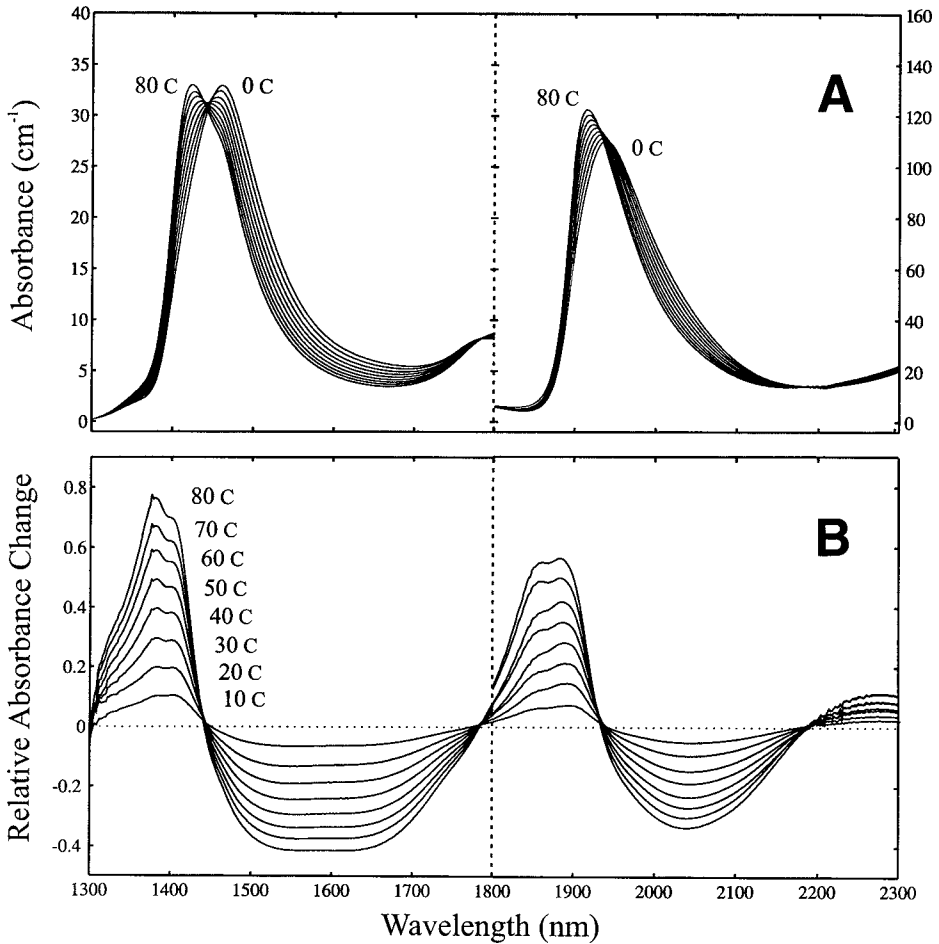 40
35
30
25
20
15
10
5
0
Absorbance (cm⁻¹)
80 C
0 C
80 C
0 C
A
160
140
120
100
80
60
40
20
0
0.8
0.6
0.4
0.2
0
-0.2
-0.4
Relative Absorbance Change
80 C
70 C
60 C
50 C
40 C
30 C
20 C
10 C
B
1300
1400
1500
1600
1700
1800
1900
2000
2100
2200
2300
Wavelength (nm)